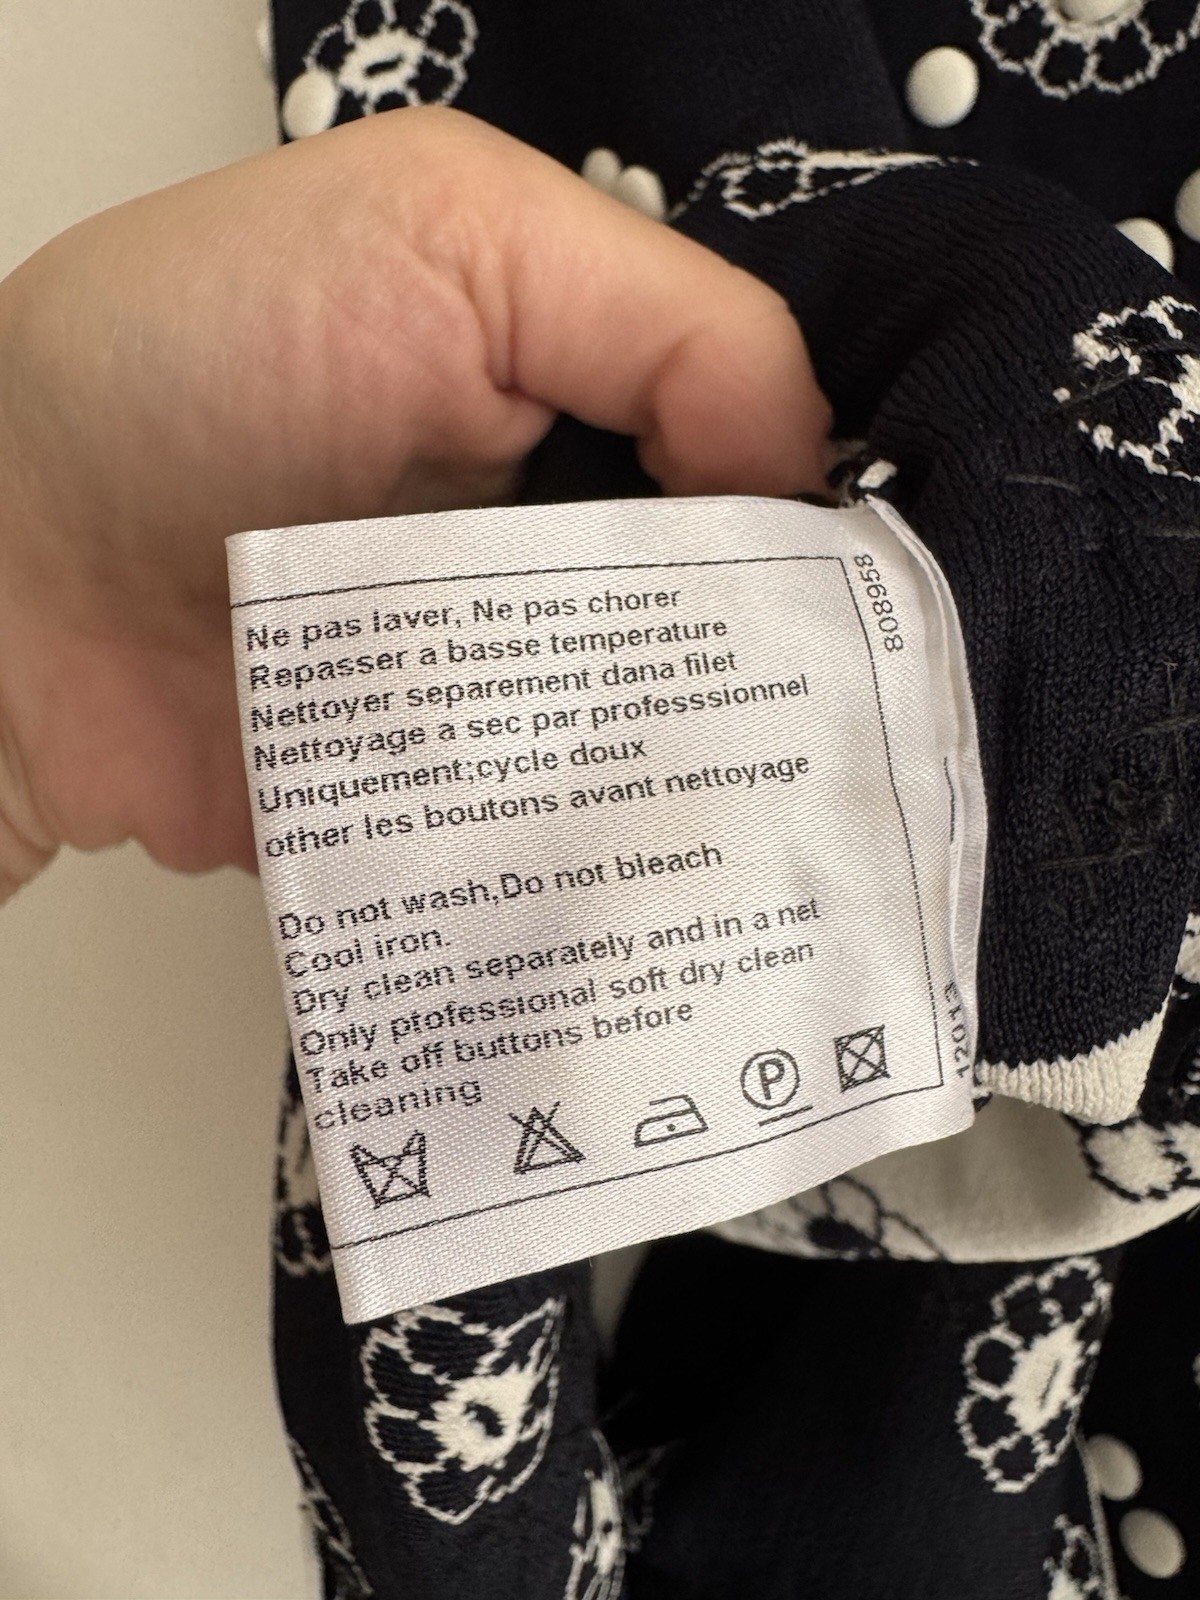 Ne pas laver, Ne pas chorer
Repasser a basse temperature
Nettoyer separement dana filet
Nettoyage a sec par professsionnel
Uniquement;cycle doux
other les boutons avant nettoyage
Do not wash,Do not bleach
Cool iron.
Dry clean separately and in a net
Only ptofessional soft dry clean
Take off buttons before
cleaning
P
808958
12013